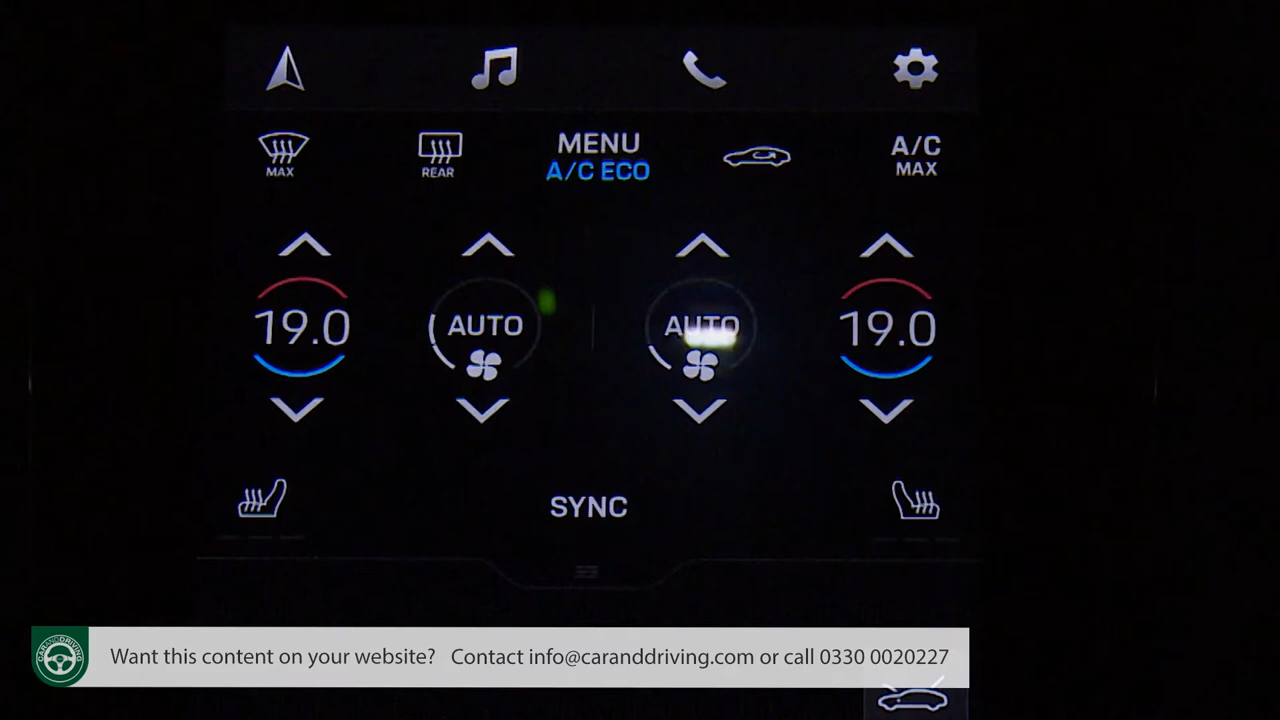 MAX
REAR
MENU
A/C ECO
A/C
MAX
19.0
AUTO
AUTO
19.0
SYNC
CARANDDRIVING
Want this content on your website? Contact info@caranddriving.com or call 0330 0020227